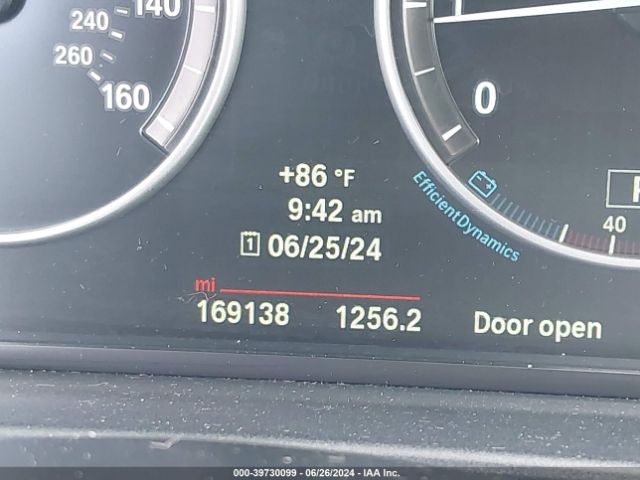 240
140
260
160
0
+86 °F
9:42 am
EfficientDynamics
1 06/25/24
40
mi
169138 1256.2 Door open
000-39730099 | 06/26/2024 - IAA Inc.